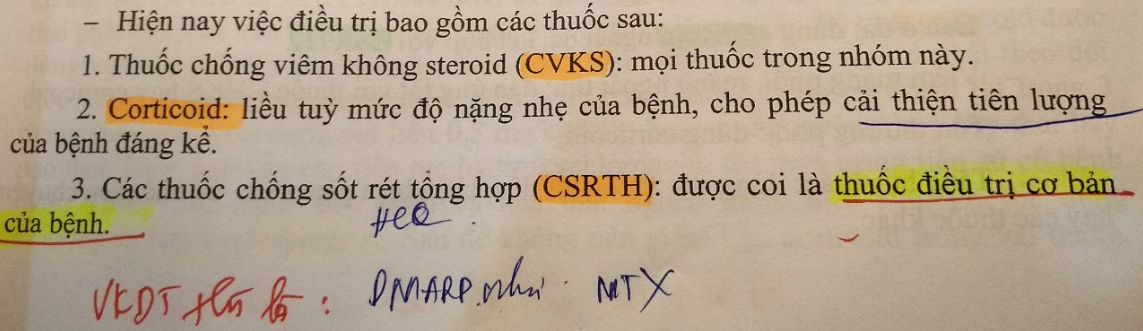 – Hiện nay việc điều trị bao gồm các thuốc sau:
1. Thuốc chống viêm không steroid (CVKS): mọi thuốc trong nhóm này.
2. Corticoid: liều tuỳ mức độ nặng nhẹ của bệnh, cho phép cải thiện tiên lượng
của bệnh đáng kể.
3. Các thuốc chống sốt rét tổng hợp (CSRTH): được coi là thuốc điều trị cơ bản
của bệnh.
HCQ
VKDT thì là : DMARD như MTX